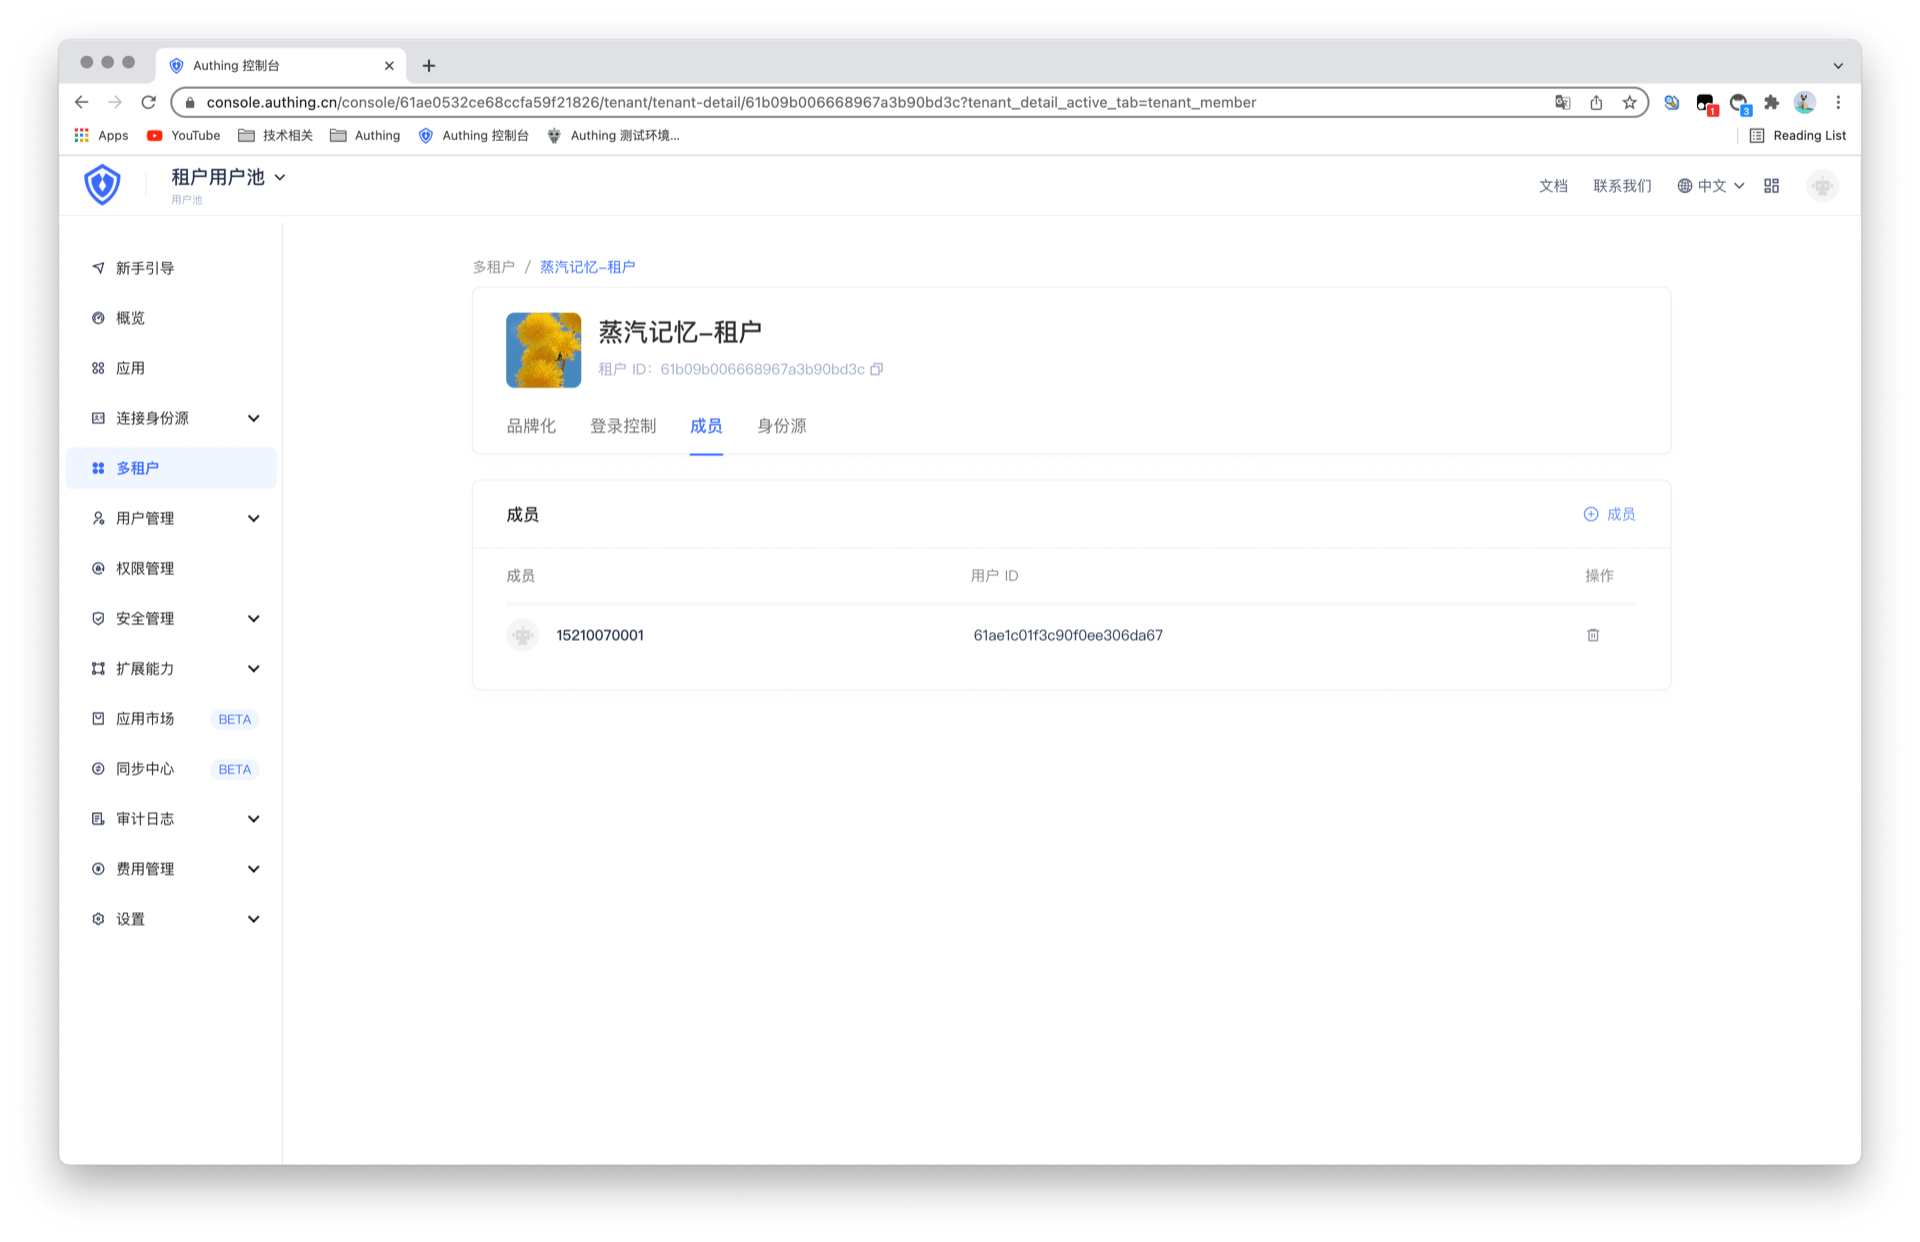 Authing 控制台
console.authing.cn/console/61ae0532ce68ccfa59f21826/tenant/tenant-detail/61b09b006668967a3b90bd3c?tenant_detail_active_tab=tenant_member
1
3
Apps YouTube 技术相关 Authing Authing 控制台 Authing 测试环境... Reading List
租户用户池
用户池
文档 联系我们 中文
新手引导
概览
应用
连接身份源
多租户
用户管理
权限管理
安全管理
扩展能力
应用市场 BETA
同步中心 BETA
审计日志
费用管理
设置
多租户 / 蒸汽记忆-租户
蒸汽记忆-租户
租户 ID: 61b09b006668967a3b90bd3c
品牌化 登录控制 成员 身份源
成员 成员
成员 用户 ID 操作
15210070001 61ae1c01f3c90f0ee306da67